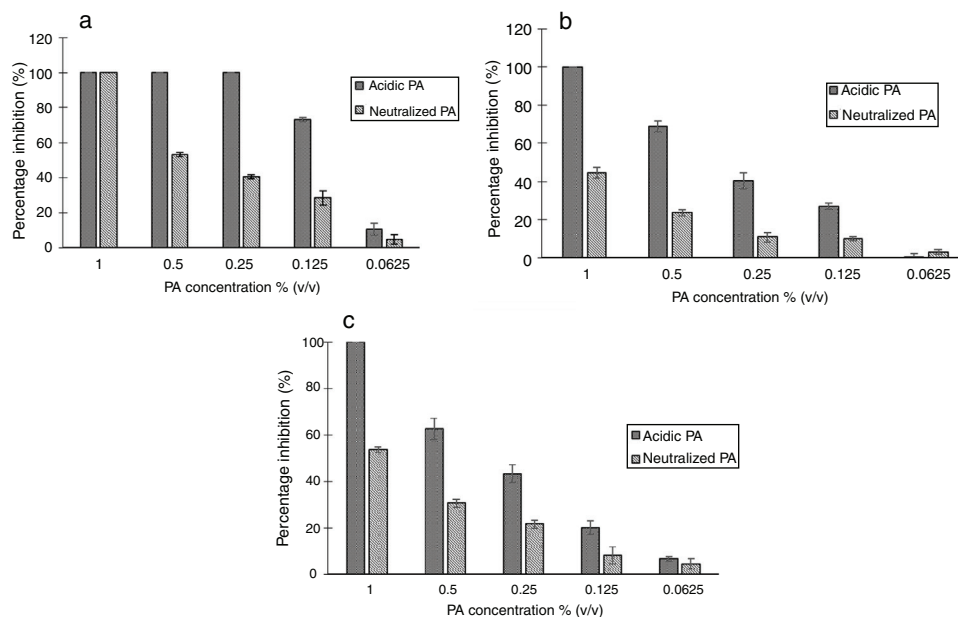 a
120
100
80
60
40
20
0
Percentage inhibition (%)
Acidic PA
Neutralized PA
1 0.5 0.25 0.125 0.0625
PA concentration % (v/v)
b
120
100
80
60
40
20
0
Percentage inhibition (%)
Acidic PA
Neutralized PA
1 0.5 0.25 0.125 0.0625
PA concentration % (v/v)
c
100
80
60
40
20
0
Percentage inhibition (%)
Acidic PA
Neutralized PA
1 0.5 0.25 0.125 0.0625
PA concentration % (v/v)